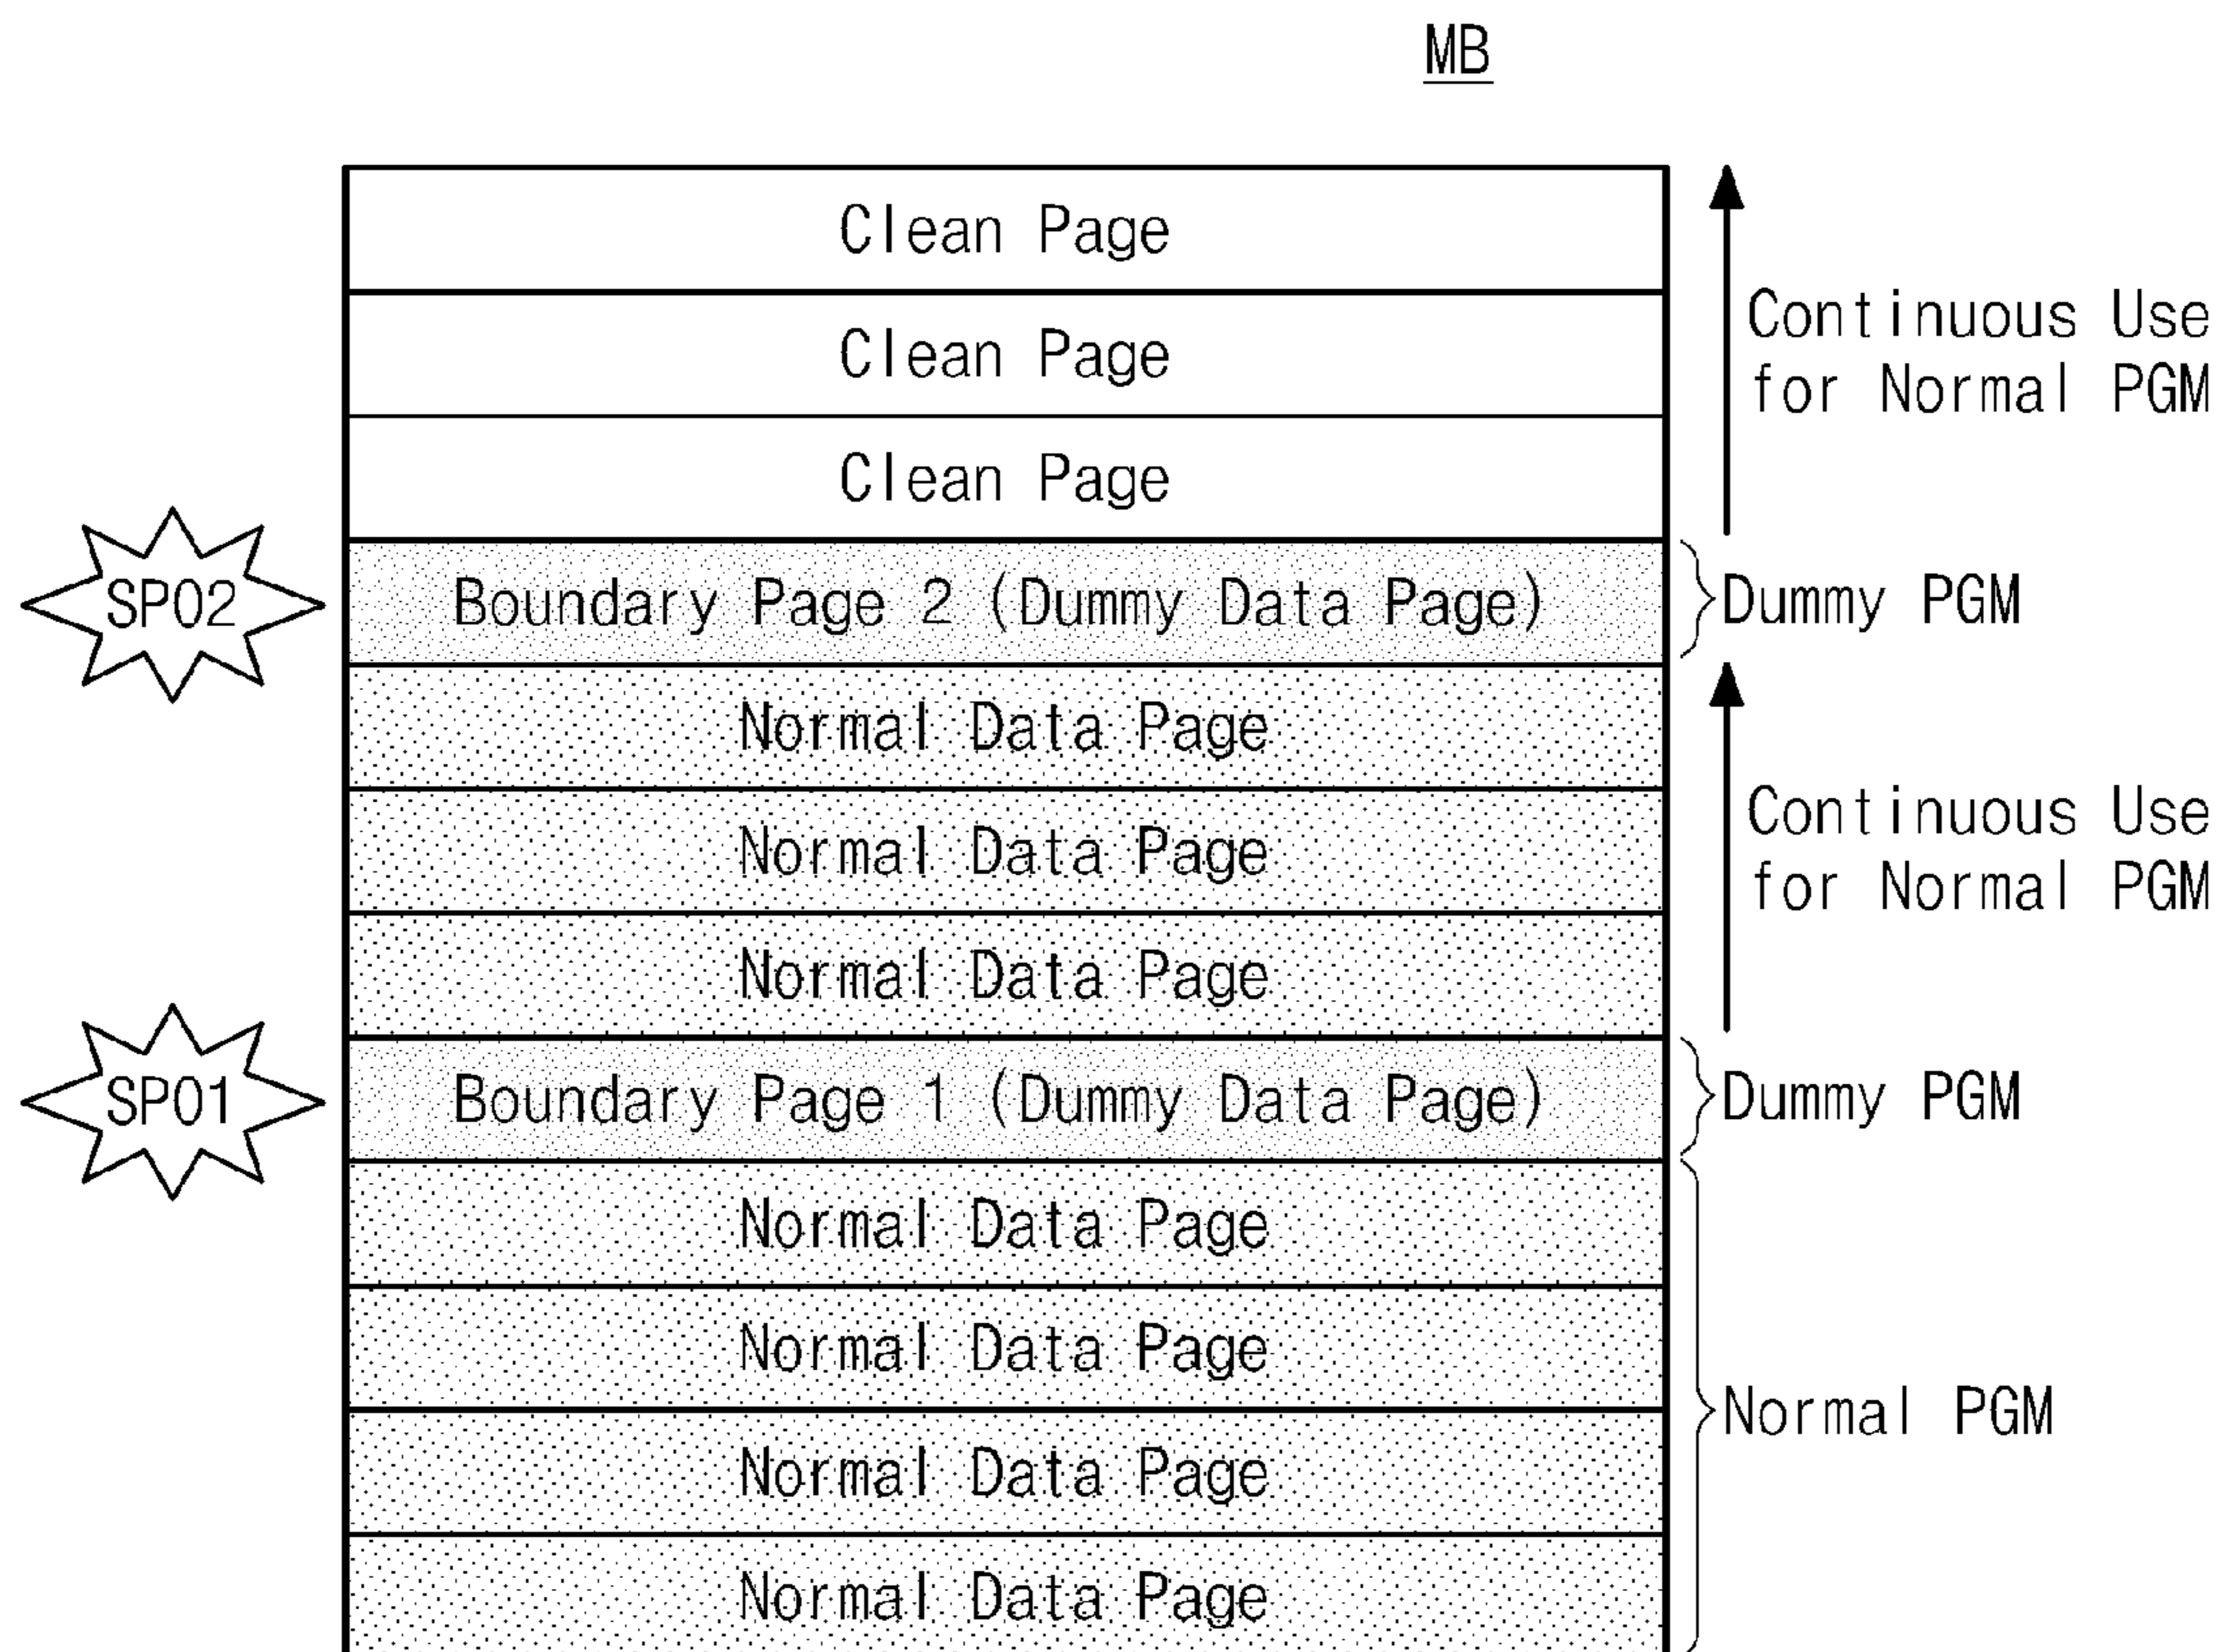 MB
Clean Page
Clean Page
Continuous Use
for Normal PGM
Clean Page
SPO2
Boundary Page 2 (Dummy Data Page)
Dummy PGM
Normal Data Page
Normal Data Page
Continuous Use
for Normal PGM
Normal Data Page
SPO1
Boundary Page 1 (Dummy Data Page)
Dummy PGM
Normal Data Page
Normal Data Page
Normal PGM
Normal Data Page
Normal Data Page